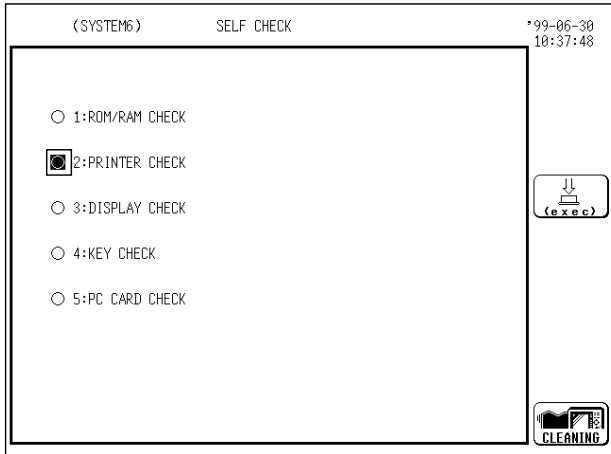 (SYSTEM6) SELF CHECK '99-06-30
10:37:48
1:ROM/RAM CHECK
2:PRINTER CHECK
3:DISPLAY CHECK
(exec)
4:KEY CHECK
5:PC CARD CHECK
CLEANING